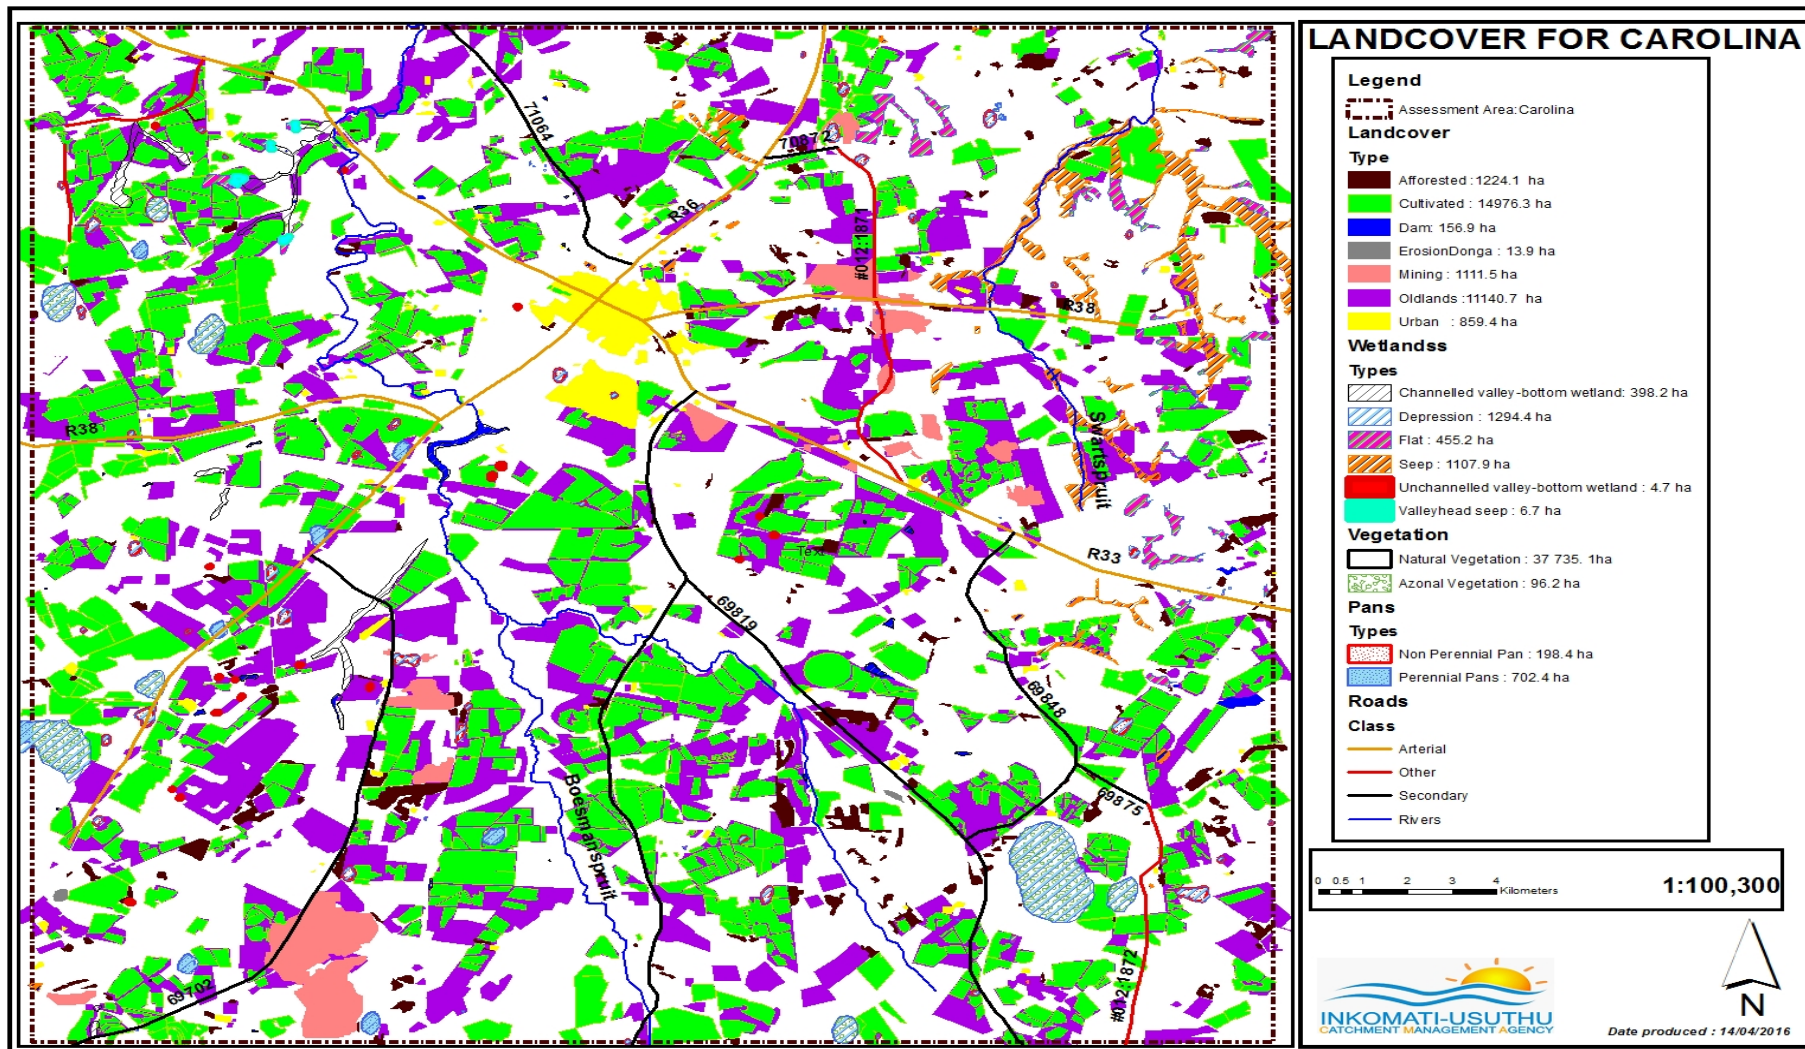 LANDCOVER FOR CAROLINA
Legend
Assessment Area:Carolina
Landcover
Type
Afforested :1224.1 ha
Cultivated : 14976.3 ha
Dam: 156.9 ha
ErosionDonga : 13.9 ha
Mining : 1111.5 ha
Oldlands :11140.7 ha
Urban : 859.4 ha
Wetlandss
Types
Channelled valley-bottom wetland: 398.2 ha
Depression : 1294.4 ha
Flat : 455.2 ha
Seep : 1107.9 ha
Unchannelled valley-bottom wetland : 4.7 ha
Valleyhead seep : 6.7 ha
Vegetation
Natural Vegetation : 37 735. 1ha
Azonal Vegetation : 96.2 ha
Pans
Types
Non Perennial Pan : 198.4 ha
Perennial Pans : 702.4 ha
Roads
Class
Arterial
Other
Secondary
Rivers
0 0.5 1 2 3 4
Kilometers
1:100,300
INKOMATI-USUTHU
CATCHMENT MANAGEMENT AGENCY
N
Date produced : 14/04/2016
71064
70872
R36
#012:1871
R38
R38
Swartspruit
Text
R33
69819
69848
69875
Boesmanspruit
69702
#012:1872